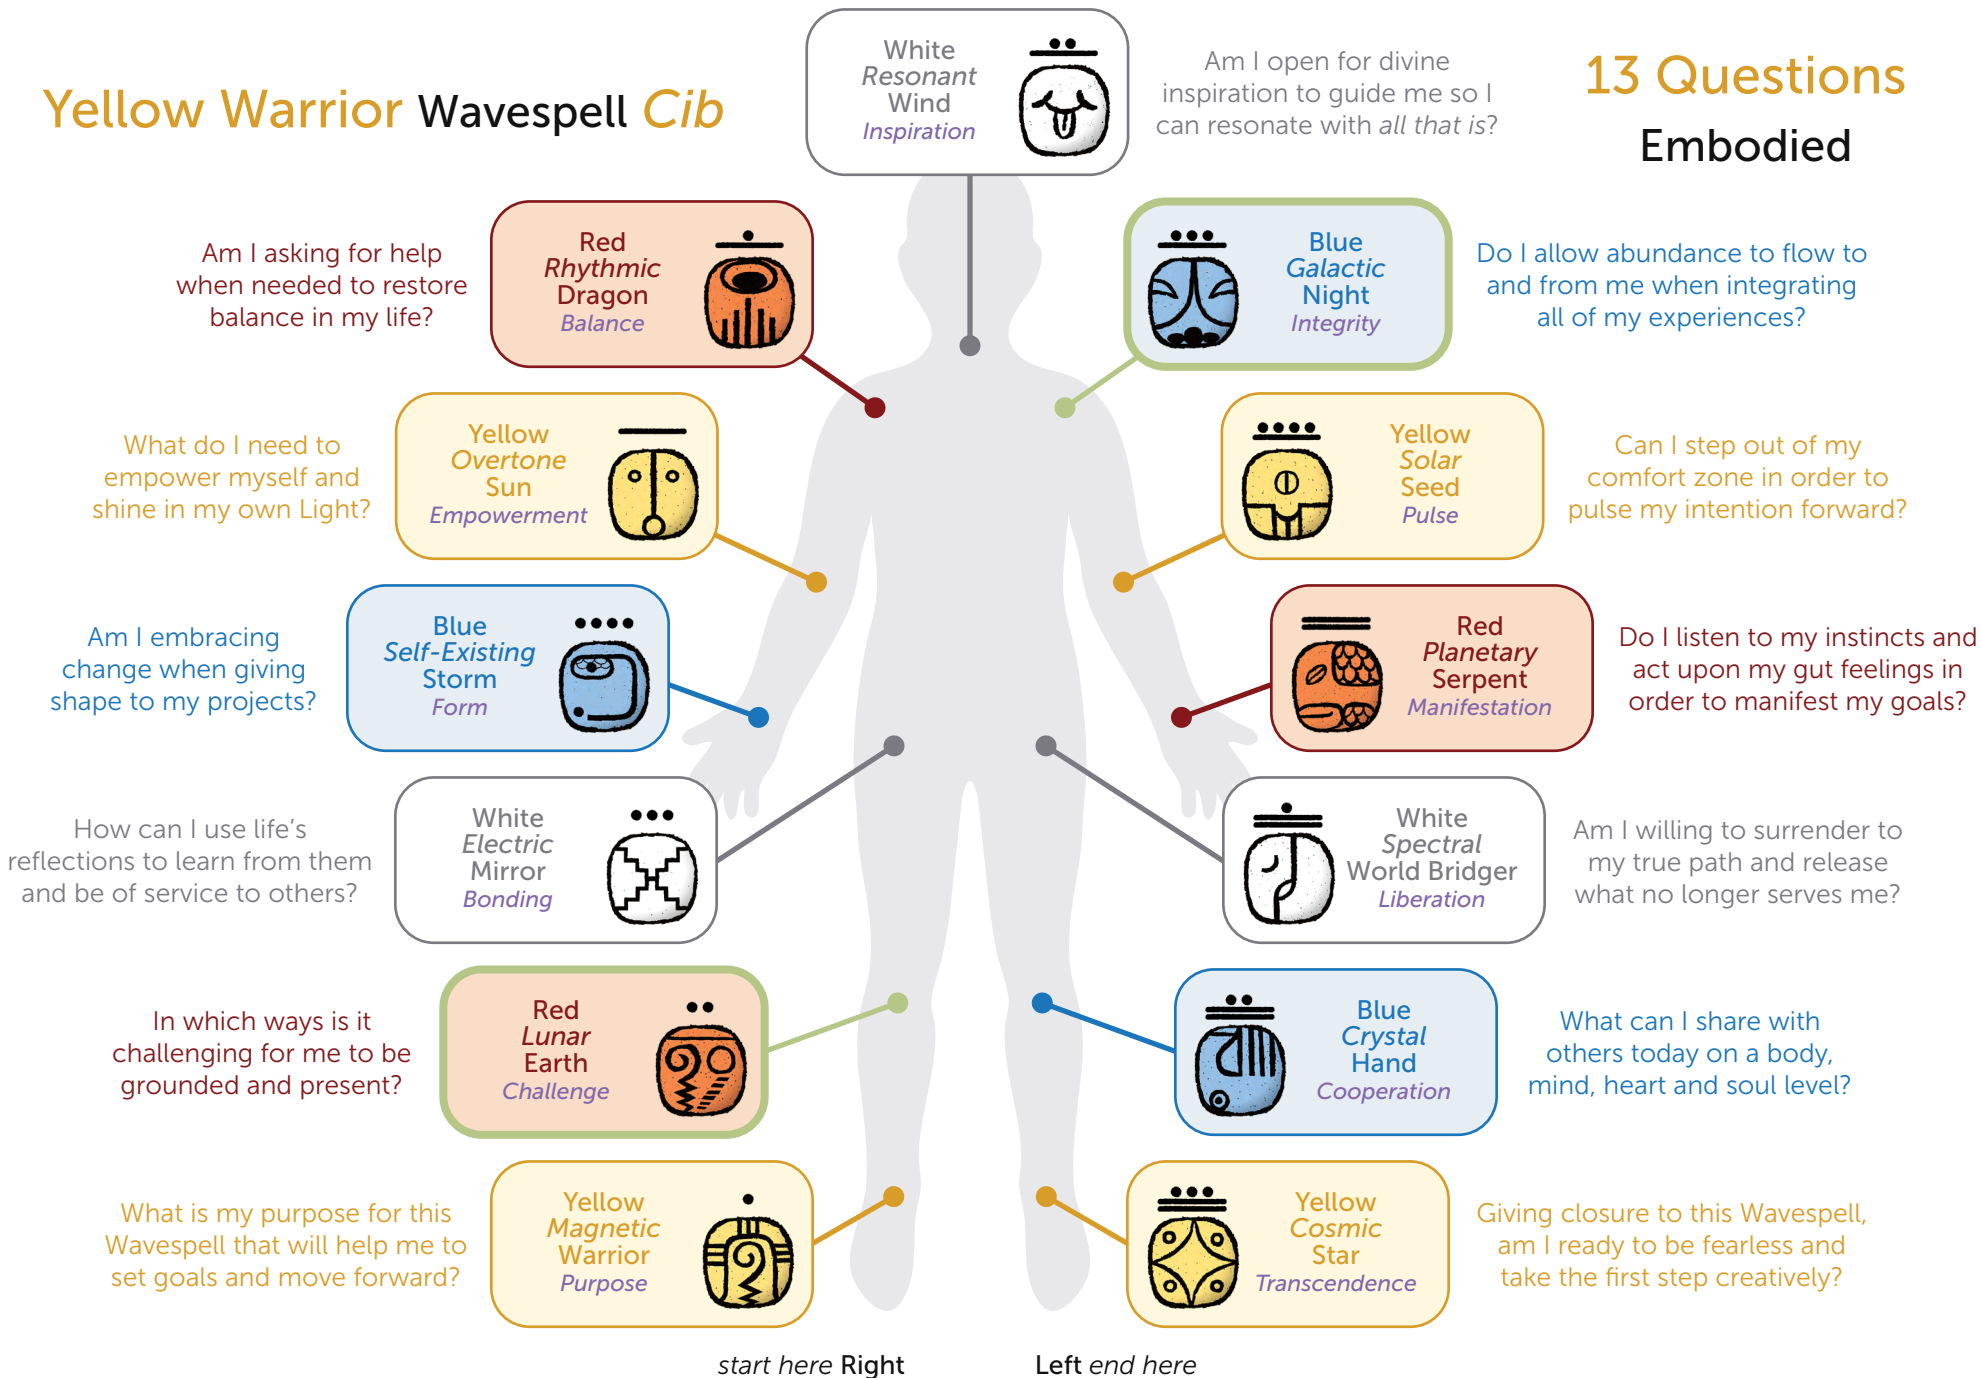 Yellow Warrior Wavespell Cib
13 Questions
Embodied
White
Resonant
Wind
Inspiration
Am I open for divine
inspiration to guide me so I
can resonate with all that is?
Am I asking for help
when needed to restore
balance in my life?
Red
Rhythmic
Dragon
Balance
Blue
Galactic
Night
Integrity
Do I allow abundance to flow to
and from me when integrating
all of my experiences?
What do I need to
empower myself and
shine in my own Light?
Yellow
Overtone
Sun
Empowerment
Yellow
Solar
Seed
Pulse
Can I step out of my
comfort zone in order to
pulse my intention forward?
Am I embracing
change when giving
shape to my projects?
Blue
Self-Existing
Storm
Form
Red
Planetary
Serpent
Manifestation
Do I listen to my instincts and
act upon my gut feelings in
order to manifest my goals?
How can I use life's
reflections to learn from them
and be of service to others?
White
Electric
Mirror
Bonding
White
Spectral
World Bridger
Liberation
Am I willing to surrender to
my true path and release
what no longer serves me?
In which ways is it
challenging for me to be
grounded and present?
Red
Lunar
Earth
Challenge
Blue
Crystal
Hand
Cooperation
What can I share with
others today on a body,
mind, heart and soul level?
What is my purpose for this
Wavespell that will help me to
set goals and move forward?
Yellow
Magnetic
Warrior
Purpose
Yellow
Cosmic
Star
Transcendence
Giving closure to this Wavespell,
am I ready to be fearless and
take the first step creatively?
start here Right
Left end here